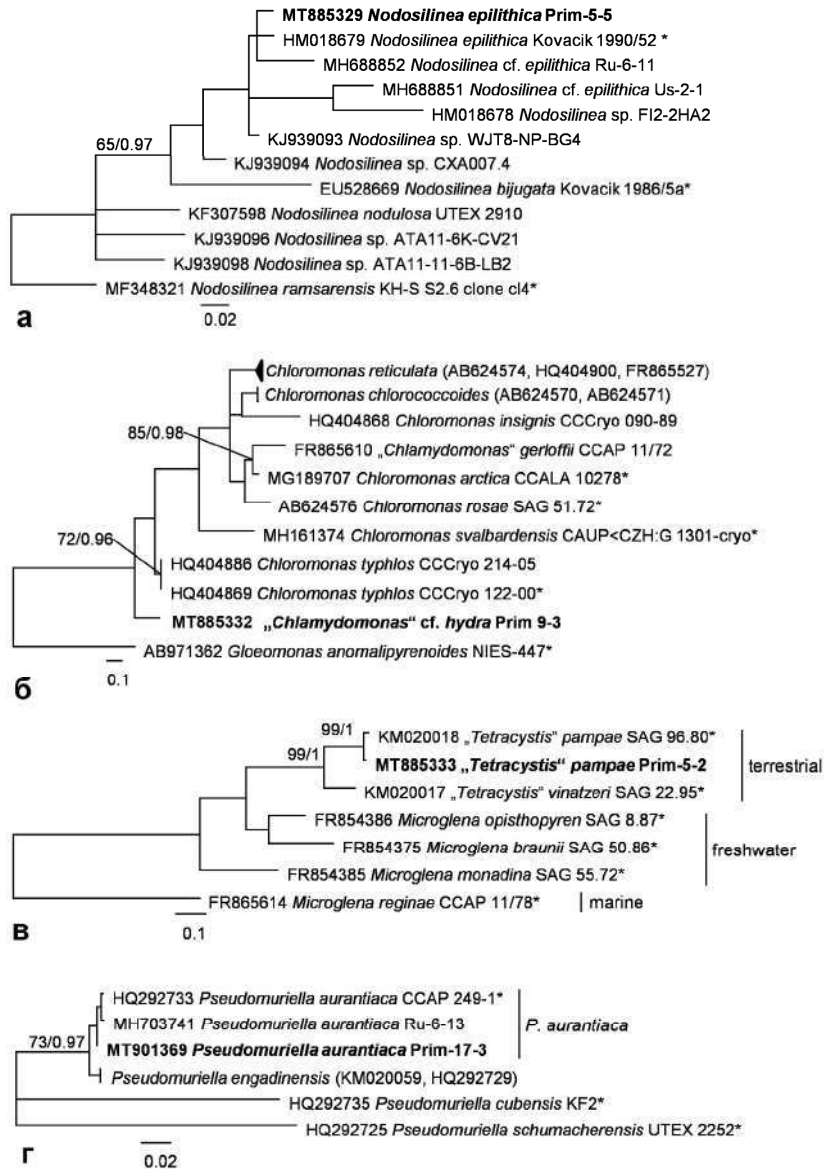 MT885329 Nodosilinea epilithica Prim-5-5
HM018679 Nodosilinea epilithica Kovacik 1990/52 *
MH688852 Nodosilinea cf. epilithica Ru-6-11
MH688851 Nodosilinea cf. epilithica Us-2-1
HM018678 Nodosilinea sp. FI2-2HA2
KJ939093 Nodosilinea sp. WJT8-NP-BG4
65/0.97
KJ939094 Nodosilinea sp. CXA007.4
EU528669 Nodosilinea bijugata Kovacik 1986/5a*
KF307598 Nodosilinea nodulosa UTEX 2910
KJ939096 Nodosilinea sp. ATA11-6K-CV21
KJ939098 Nodosilinea sp. ATA11-11-6B-LB2
MF348321 Nodosilinea ramsarensis KH-S S2.6 clone cl4*
0.02
а
Chloromonas reticulata (AB624574, HQ404900, FR865527)
Chloromonas chlorococcoides (AB624570, AB624571)
HQ404868 Chloromonas insignis CCCryo 090-89
85/0.98
FR865610 „Chlamydomonas“ gerloffii CCAP 11/72
MG189707 Chloromonas arctica CCALA 10278*
AB624576 Chloromonas rosae SAG 51.72*
MH161374 Chloromonas svalbardensis CAUP<CZH:G 1301-cryo*
72/0.96
HQ404886 Chloromonas typhlos CCCryo 214-05
HQ404869 Chloromonas typhlos CCCryo 122-00*
MT885332 „Chlamydomonas“ cf. hydra Prim 9-3
AB971362 Gloeomonas anomalipyrenoides NIES-447*
0.1
б
99/1
KM020018 „Tetracystis“ pampae SAG 96.80*
99/1
MT885333 „Tetracystis“ pampae Prim-5-2
terrestrial
KM020017 „Tetracystis“ vinatzeri SAG 22.95*
FR854386 Microglena opisthopyren SAG 8.87*
FR854375 Microglena braunii SAG 50.86*
freshwater
FR854385 Microglena monadina SAG 55.72*
FR865614 Microglena reginae CCAP 11/78*
marine
0.1
в
HQ292733 Pseudomuriella aurantiaca CCAP 249-1*
MH703741 Pseudomuriella aurantiaca Ru-6-13
P. aurantiaca
73/0.97
MT901369 Pseudomuriella aurantiaca Prim-17-3
Pseudomuriella engadinensis (KM020059, HQ292729)
HQ292735 Pseudomuriella cubensis KF2*
HQ292725 Pseudomuriella schumacherensis UTEX 2252*
0.02
г